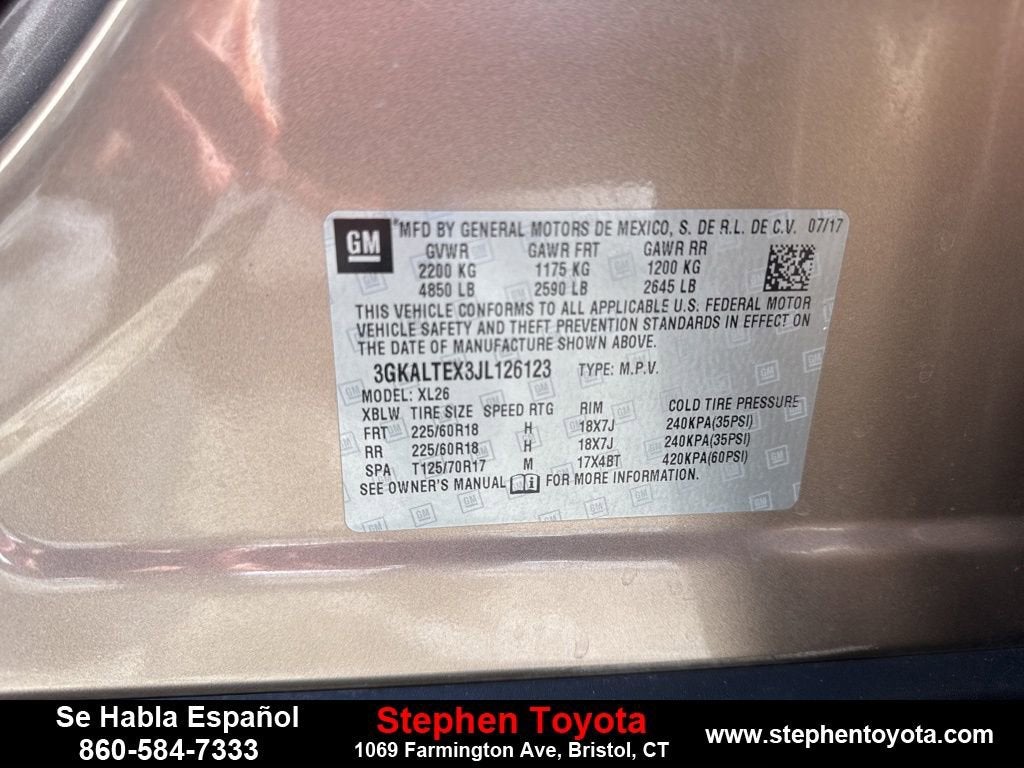 GM
*MFD BY GENERAL MOTORS DE MEXICO, S. DE R.L. DE C.V. 07/17
GVWR GAWR FRT GAWR RR
2200 KG 1175 KG 1200 KG
4850 LB 2590 LB 2645 LB
THIS VEHICLE CONFORMS TO ALL APPLICABLE U.S. FEDERAL MOTOR
VEHICLE SAFETY AND THEFT PREVENTION STANDARDS IN EFFECT ON
THE DATE OF MANUFACTURE SHOWN ABOVE.
3GKALTEX3JL126123 TYPE: M.P.V.
MODEL: XL26
XBLW TIRE SIZE SPEED RTG RIM COLD TIRE PRESSURE
FRT 225/60R18 H 18X7J 240KPA(35PSI)
RR 225/60R18 H 18X7J 240KPA(35PSI)
SPA T125/70R17 M 17X4BT 420KPA(60PSI)
SEE OWNER'S MANUAL FOR MORE INFORMATION.
Se Habla Español
860-584-7333
Stephen Toyota
1069 Farmington Ave, Bristol, CT
www.stephentoyota.com